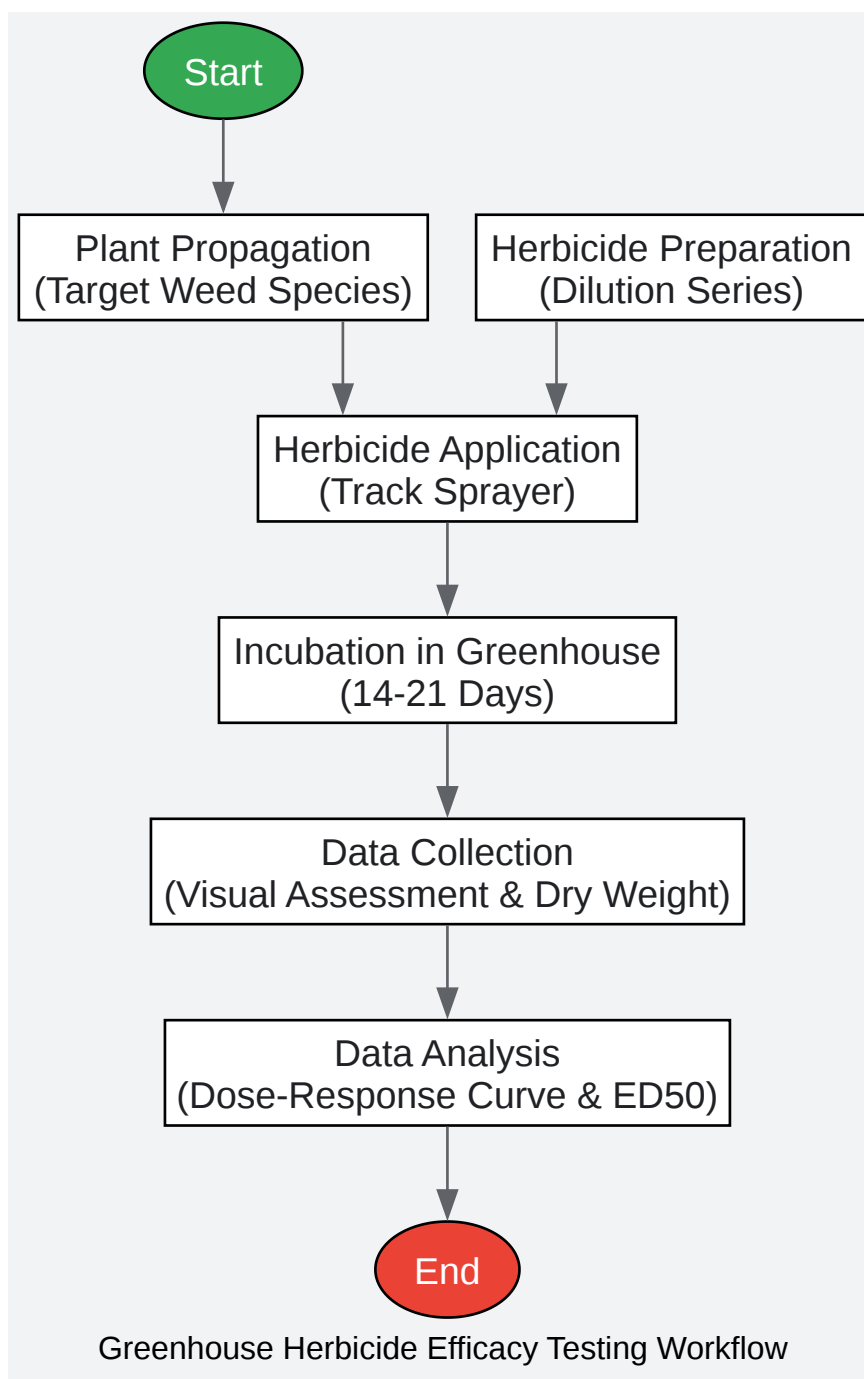 Start
Plant Propagation
(Target Weed Species)
Herbicide Preparation
(Dilution Series)
Herbicide Application
(Track Sprayer)
Incubation in Greenhouse
(14-21 Days)
Data Collection
(Visual Assessment & Dry Weight)
Data Analysis
(Dose-Response Curve & ED50)
End
Greenhouse Herbicide Efficacy Testing Workflow